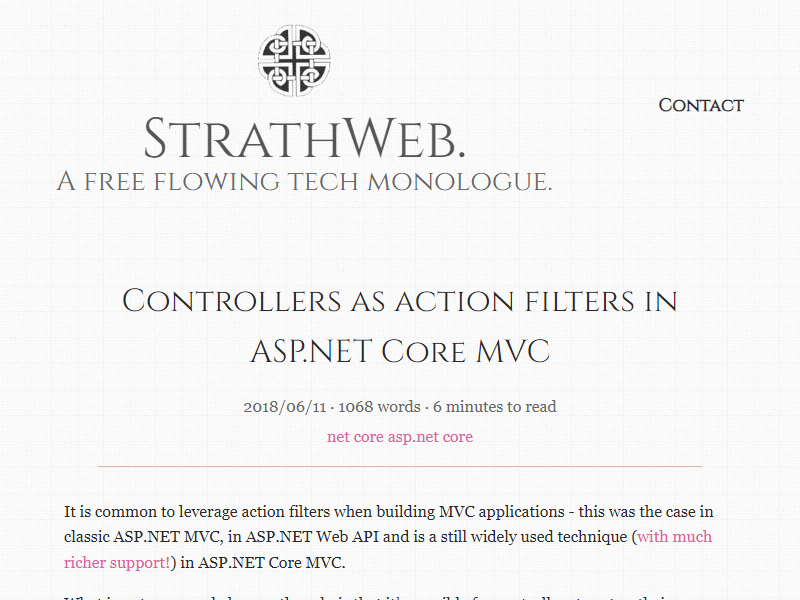 StrathWeb.
A free flowing tech monologue.
Contact
Controllers as action filters in
ASP.NET Core MVC
2018/06/11 · 1068 words · 6 minutes to read
net core asp.net core
It is common to leverage action filters when building MVC applications - this was the case in
classic ASP.NET MVC, in ASP.NET Web API and is a still widely used technique (with much
richer support!) in ASP.NET Core MVC.